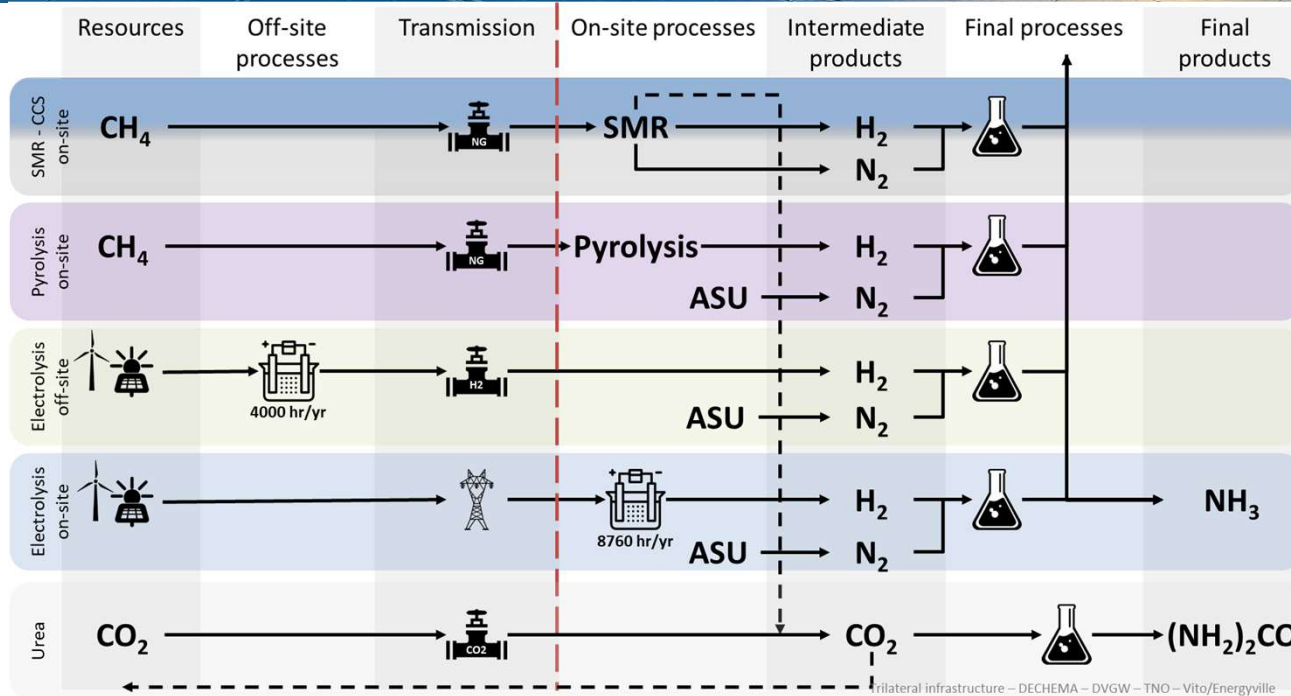 Resources
Off-site
processes
Transmission
On-site processes
Intermediate
products
Final processes
Final
products
SMR - CCS
on-site
CH₄
NG
SMR
H₂
N₂
Pyrolysis
on-site
CH₄
NG
Pyrolysis
H₂
ASU
N₂
Electrolysis
off-site
+ −
4000 hr/yr
H2
H₂
ASU
N₂
Electrolysis
on-site
+ −
8760 hr/yr
H₂
NH₃
ASU
N₂
Urea
CO₂
CO2
CO₂
(NH₂)₂CO
Trilateral infrastructure – DECHEMA – DVGW – TNO – Vito/Energyville